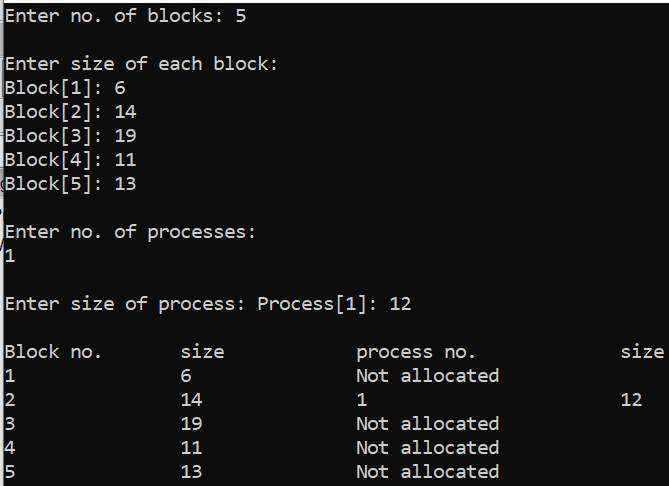 Enter no. of blocks: 5
Enter size of each block:
Block[1]: 6
Block[2]: 14
Block[3]: 19
Block[4]: 11
Block[5]: 13
Enter no. of processes:
1
Enter size of process: Process[1]: 12
Block no. size process no. size
1 6 Not allocated
2 14 1 12
3 19 Not allocated
4 11 Not allocated
5 13 Not allocated